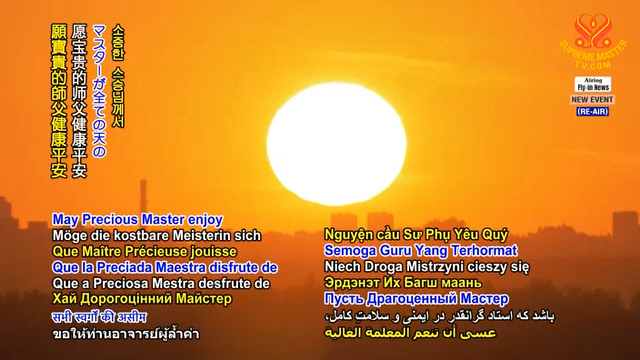 소중한 스승님께서
マスターが全ての天の
愿宝贵的师父健康平安
願寶貴的師父健康平安
SUPREME MASTER
TV.COM
Airing
Fly-in News
NEW EVENT
(RE-AIR)
May Precious Master enjoy
Möge die kostbare Meisterin sich
Que Maître Précieuse jouisse
Que la Preciada Maestra disfrute de
Que a Preciosa Mestra desfrute de
Хай Дорогоцінний Майстер
सभी स्वर्गों की असीम
ขอให้ท่านอาจารย์ผู้ล้ำค่า
Nguyện cầu Sư Phụ Yêu Quý
Semoga Guru Yang Terhormat
Niech Droga Mistrzyni cieszy się
Эрдэнэт Их Багш маань
Пусть Драгоценный Мастер
باشد که استاد گرانقدر در ایمنی و سلامتِ کامل،
عسى أن تنعم المعلمة الغالية